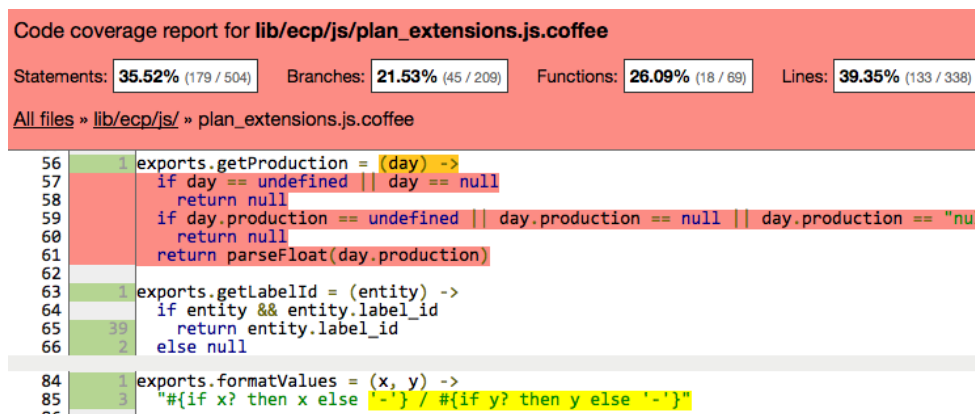 Code coverage report for lib/ecp/js/plan_extensions.js.coffee
Statements: 35.52% (179 / 504) Branches: 21.53% (45 / 209) Functions: 26.09% (18 / 69) Lines: 39.35% (133 / 338)
All files » lib/ecp/js/ » plan_extensions.js.coffee
56 1 exports.getProduction = (day) ->
57 if day == undefined || day == null
58 return null
59 if day.production == undefined || day.production == null || day.production == "nu
60 return null
61 return parseFloat(day.production)
62
63 1 exports.getLabelId = (entity) ->
64 if entity && entity.label_id
65 39 return entity.label_id
66 2 else null
84 1 exports.formatValues = (x, y) ->
85 3 "#{if x? then x else '-'} / #{if y? then y else '-'}"